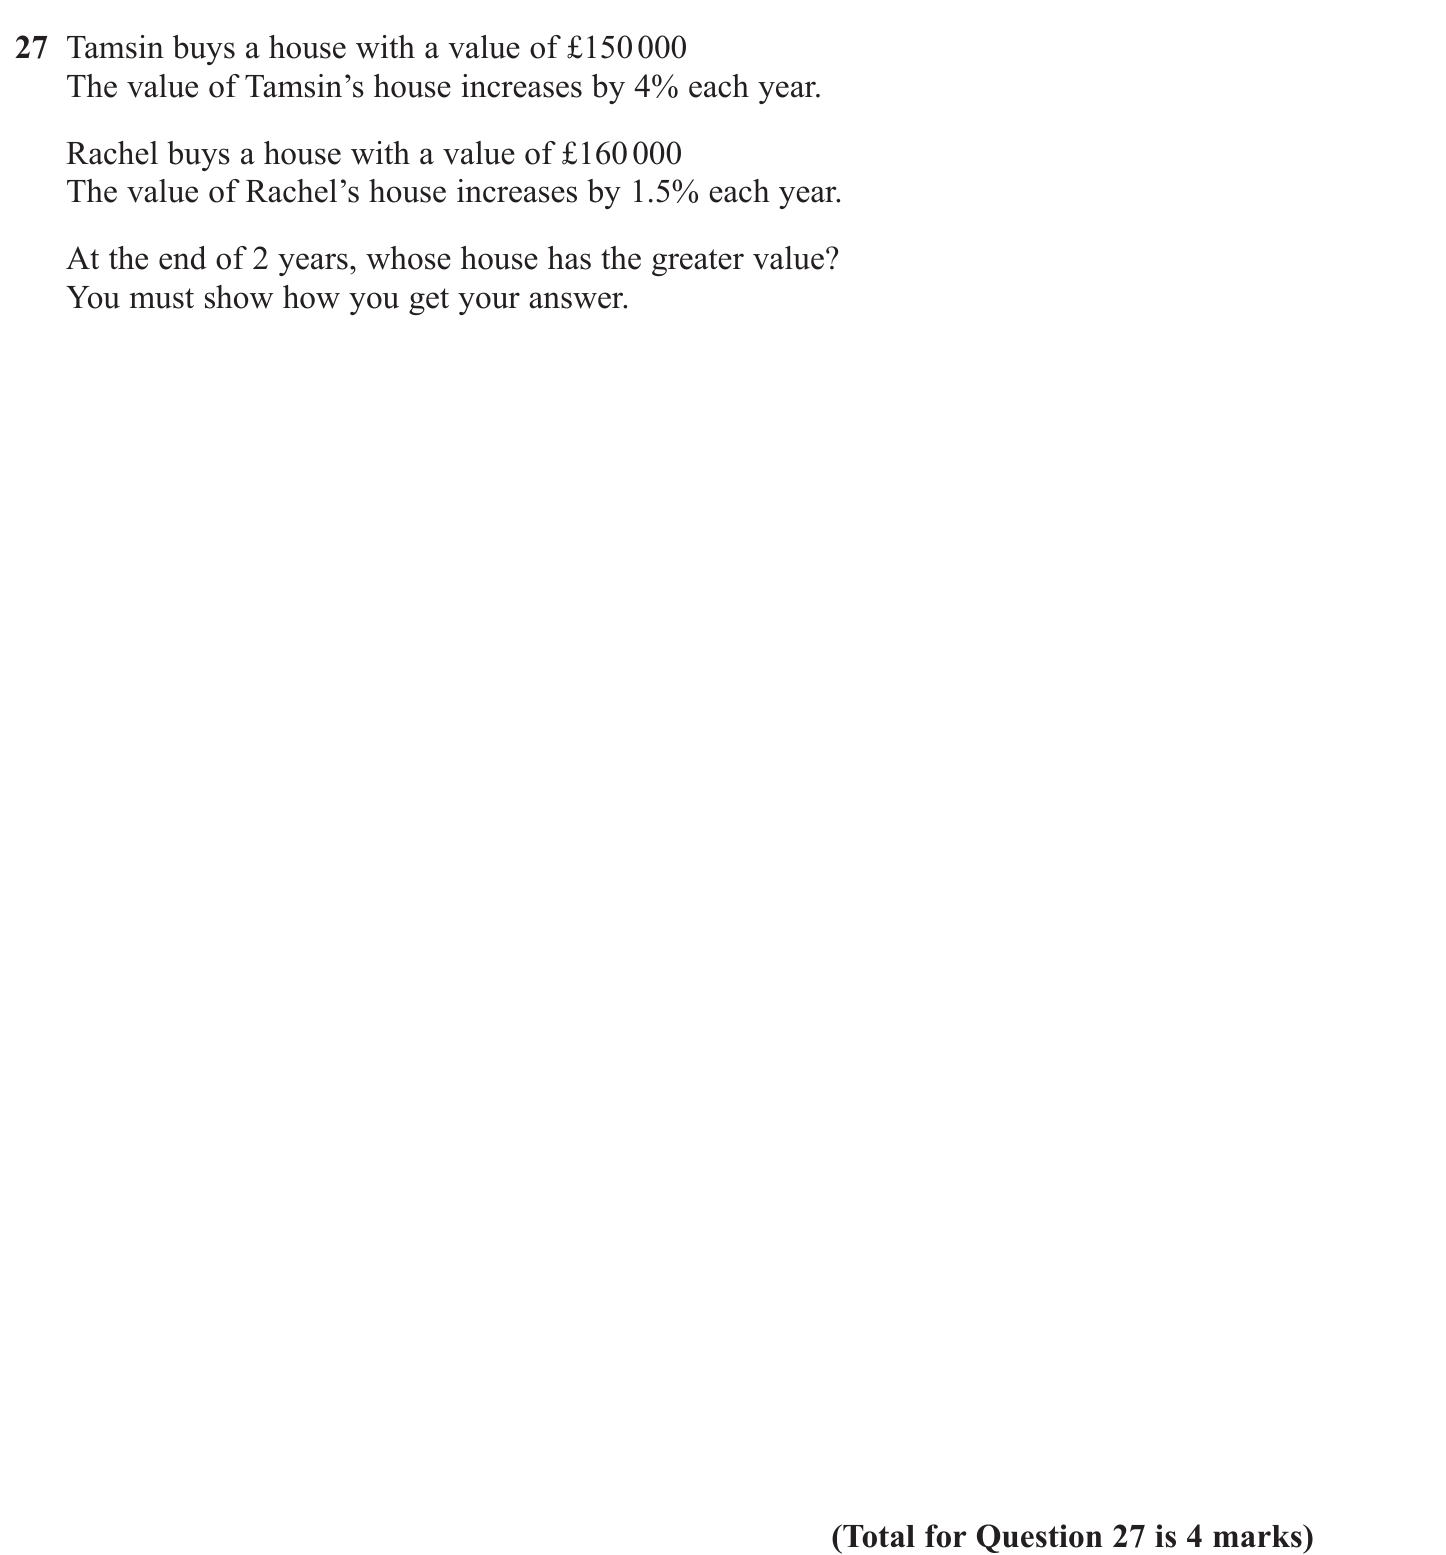 27 Tamsin buys a house with a value of £150 000
The value of Tamsin’s house increases by 4% each year.
Rachel buys a house with a value of £160 000
The value of Rachel’s house increases by 1.5% each year.
At the end of 2 years, whose house has the greater value?
You must show how you get your answer.
(Total for Question 27 is 4 marks)